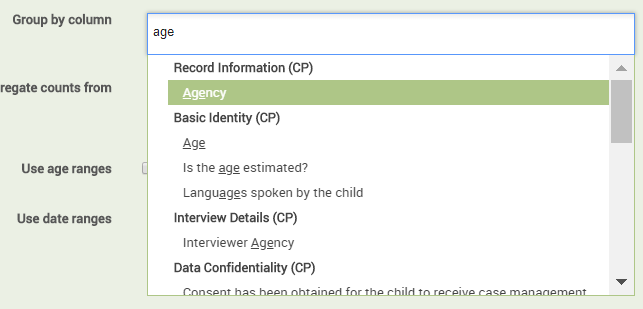 Group by column
age
Record Information (CP)
regate counts from
Agency
Basic Identity (CP)
Age
Use age ranges
Is the age estimated?
Languages spoken by the child
Use date ranges
Interview Details (CP)
Interviewer Agency
Data Confidentiality (CP)
Consent has been obtained for the child to receive case management